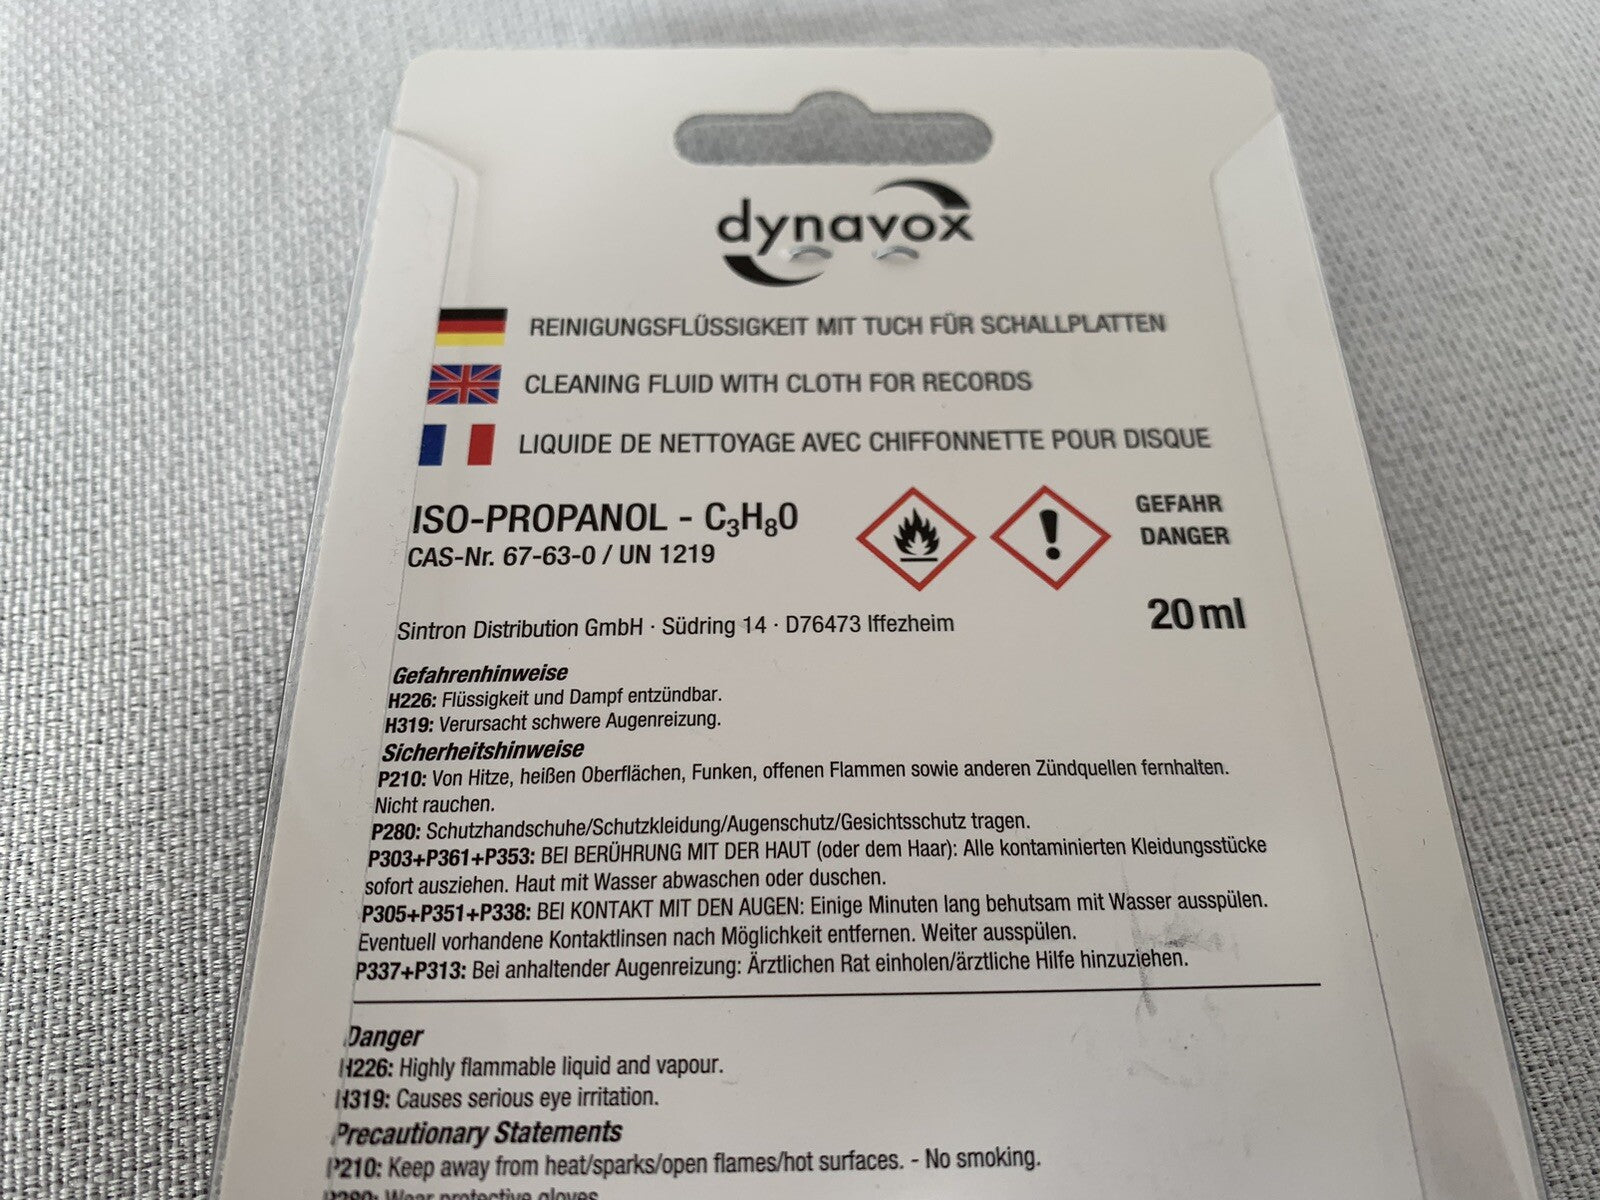 dynavox
REINIGUNGSFLÜSSIGKEIT MIT TUCH FÜR SCHALLPLATTEN
CLEANING FLUID WITH CLOTH FOR RECORDS
LIQUIDE DE NETTOYAGE AVEC CHIFFONNETTE POUR DISQUE
ISO-PROPANOL - C₃H₈O
CAS-Nr. 67-63-0 / UN 1219
GEFAHR
DANGER
20 ml
Sintron Distribution GmbH · Südring 14 · D76473 Iffezheim
Gefahrenhinweise
H226: Flüssigkeit und Dampf entzündbar.
H319: Verursacht schwere Augenreizung.
Sicherheitshinweise
P210: Von Hitze, heißen Oberflächen, Funken, offenen Flammen sowie anderen Zündquellen fernhalten.
Nicht rauchen.
P280: Schutzhandschuhe/Schutzkleidung/Augenschutz/Gesichtsschutz tragen.
P303+P361+P353: BEI BERÜHRUNG MIT DER HAUT (oder dem Haar): Alle kontaminierten Kleidungsstücke
sofort ausziehen. Haut mit Wasser abwaschen oder duschen.
P305+P351+P338: BEI KONTAKT MIT DEN AUGEN: Einige Minuten lang behutsam mit Wasser ausspülen.
Eventuell vorhandene Kontaktlinsen nach Möglichkeit entfernen. Weiter ausspülen.
P337+P313: Bei anhaltender Augenreizung: Ärztlichen Rat einholen/ärztliche Hilfe hinzuziehen.
Danger
H226: Highly flammable liquid and vapour.
H319: Causes serious eye irritation.
Precautionary Statements
P210: Keep away from heat/sparks/open flames/hot surfaces. - No smoking.
P280: Wear protective gloves